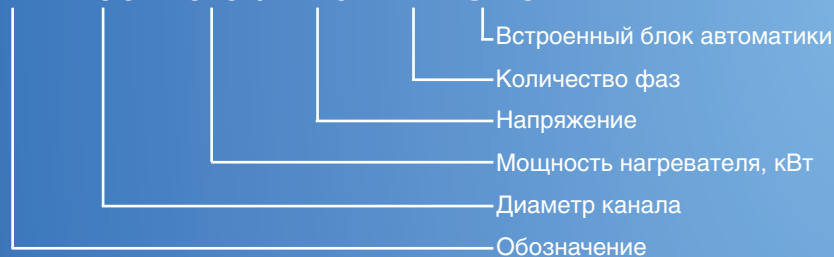 Встроенный блок автоматики
Количество фаз
Напряжение
Мощность нагревателя, кВт
Диаметр канала
Обозначение